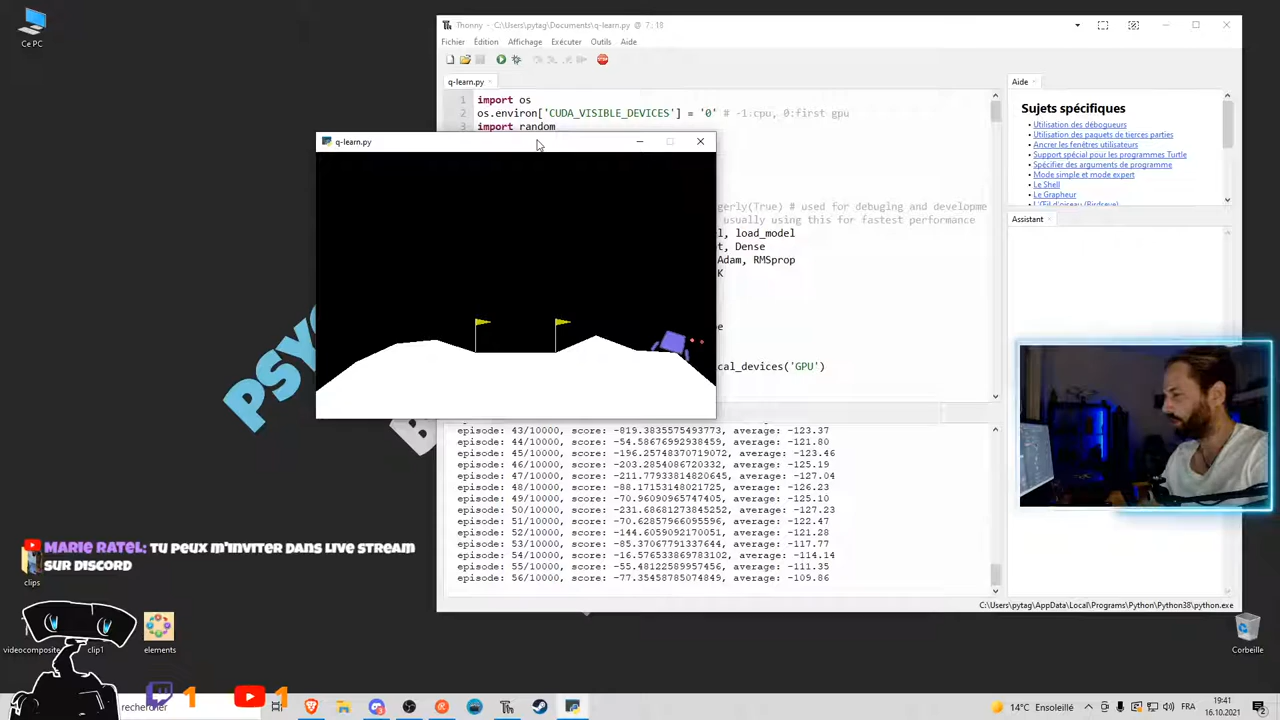 Ce PC
Thonny - C:\Users\pytag\Documents\q-learn.py @ 7 : 18
Fichier Édition Affichage Exécuter Outils Aide
q-learn.py
1 import os
2 os.environ['CUDA_VISIBLE_DEVICES'] = '0' # -1:cpu, 0:first gpu
3 import random
q-learn.py
gerly(True) # used for debuging and developme
usually using this for fastest performance
l, load_model
t, Dense
Adam, RMSprop
K
e
cal_devices('GPU')
Aide
Sujets spécifiques
Utilisation des débogueurs
Utilisation des paquets de tierces parties
Ancrer les fenêtres utilisateurs
Support spécial pour les programmes Turtle
Spécifier des arguments de programme
Mode simple et mode expert
Le Shell
Le Grapheur
L'Œil d'oiseau (Birdseye)
Assistant
PSY
B
episode: 43/10000, score: -819.3835575493773, average: -123.37
episode: 44/10000, score: -54.58676992938459, average: -121.80
episode: 45/10000, score: -196.25748370719072, average: -123.46
episode: 46/10000, score: -203.2854086720332, average: -125.19
episode: 47/10000, score: -211.77933814820645, average: -127.04
episode: 48/10000, score: -88.17153148021725, average: -126.23
episode: 49/10000, score: -70.96090965747405, average: -125.10
episode: 50/10000, score: -231.68681273845252, average: -127.23
episode: 51/10000, score: -70.62857966095596, average: -122.47
episode: 52/10000, score: -144.6059092170051, average: -121.28
episode: 53/10000, score: -85.37067791337644, average: -117.77
episode: 54/10000, score: -16.576533869783102, average: -114.14
episode: 55/10000, score: -55.48122589957456, average: -111.35
episode: 56/10000, score: -77.35458785074849, average: -109.86
C:\Users\pytag\AppData\Local\Programs\Python\Python38\python.exe
MARIE RATEL: TU PEUX M'INVITER DANS LIVE STREAM
SUR DISCORD
clips
videocomposite
clip1
elements
Corbeille
1
1
rechercher
14°C Ensoleillé
FRA
19:41
16.10.2021
2